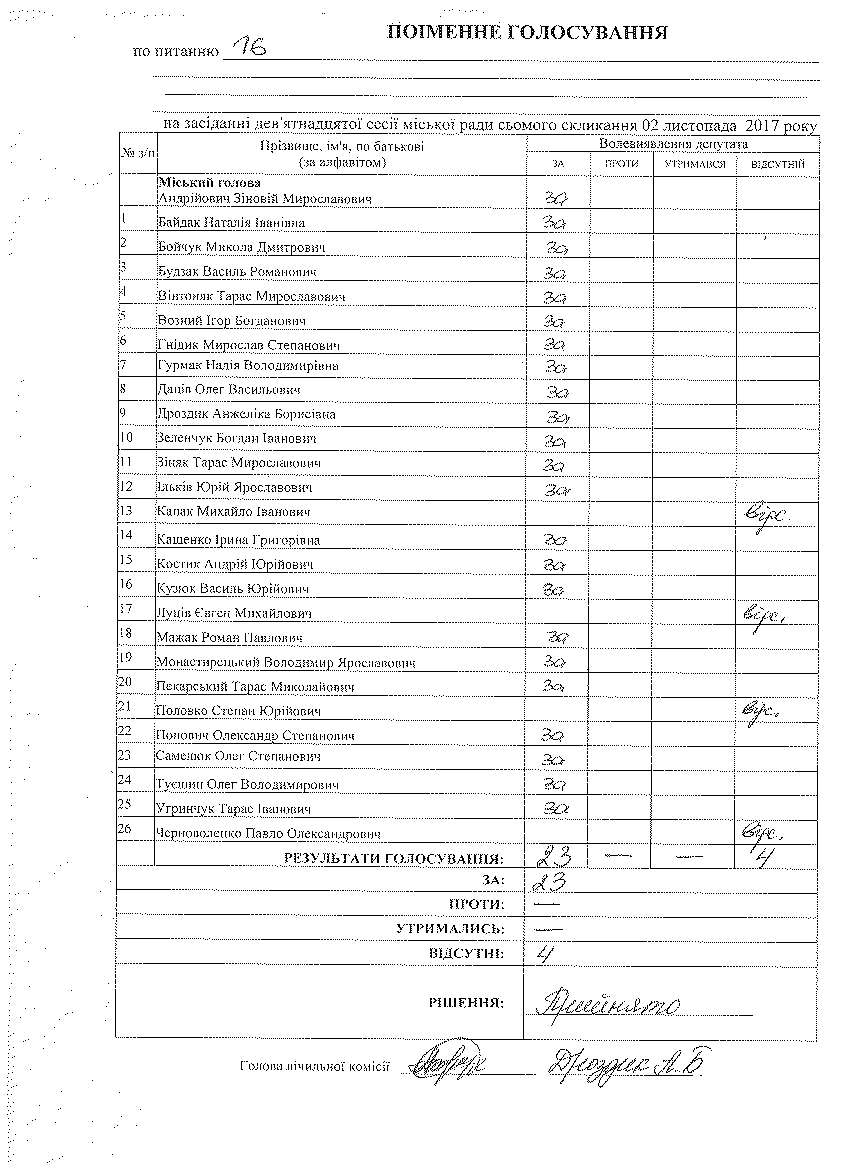 ПОІМЕННЕ ГОЛОСУВАННЯ
по питанню 16
на засіданні дев'ятнадцятої сесії міської ради сьомого скликання 02 листопада 2017 року
№ з/п Прізвище, ім'я, по батькові (за алфавітом) Волевиявлення депутата
ЗА ПРОТИ УТРИМАВСЯ ВІДСУТНІЙ
Міський голова
Андрійович Зіновій Мирославович За
1 Байдак Наталія Іванівна За
2 Бойчук Микола Дмитрович За
3 Будзак Василь Романович За
4 Вінтоняк Тарас Мирославович За
5 Возний Ігор Богданович За
6 Гнідик Мирослав Степанович За
7 Гурмак Надія Володимирівна За
8 Даців Олег Васильович За
9 Дроздик Анжеліка Борисівна За
10 Зеленчук Богдан Іванович За
11 Зіняк Тарас Мирославович За
12 Ільків Юрій Ярославович За
13 Капак Михайло Іванович відс.
14 Кащенко Ірина Григорівна За
15 Костик Андрій Юрійович За
16 Кузюк Василь Юрійович За
17 Луців Євген Михайлович відс.
18 Мажак Роман Павлович За
19 Монастирецький Володимир Ярославович За
20 Пекарський Тарас Миколайович За
21 Половко Степан Юрійович відс.
22 Попович Олександр Степанович За
23 Саменюк Олег Степанович За
24 Олег Володимирович За
25 Угринчук Тарас Іванович За
26 Черноволенко Павло Олександрович відс.
РЕЗУЛЬТАТИ ГОЛОСУВАННЯ: 23 — — 4
ЗА: 23
ПРОТИ: —
УТРИМАЛИСЬ: —
ВІДСУТНІ: 4
РІШЕННЯ: Прийнято
Голова лічильної комісії Дроздик А.Б